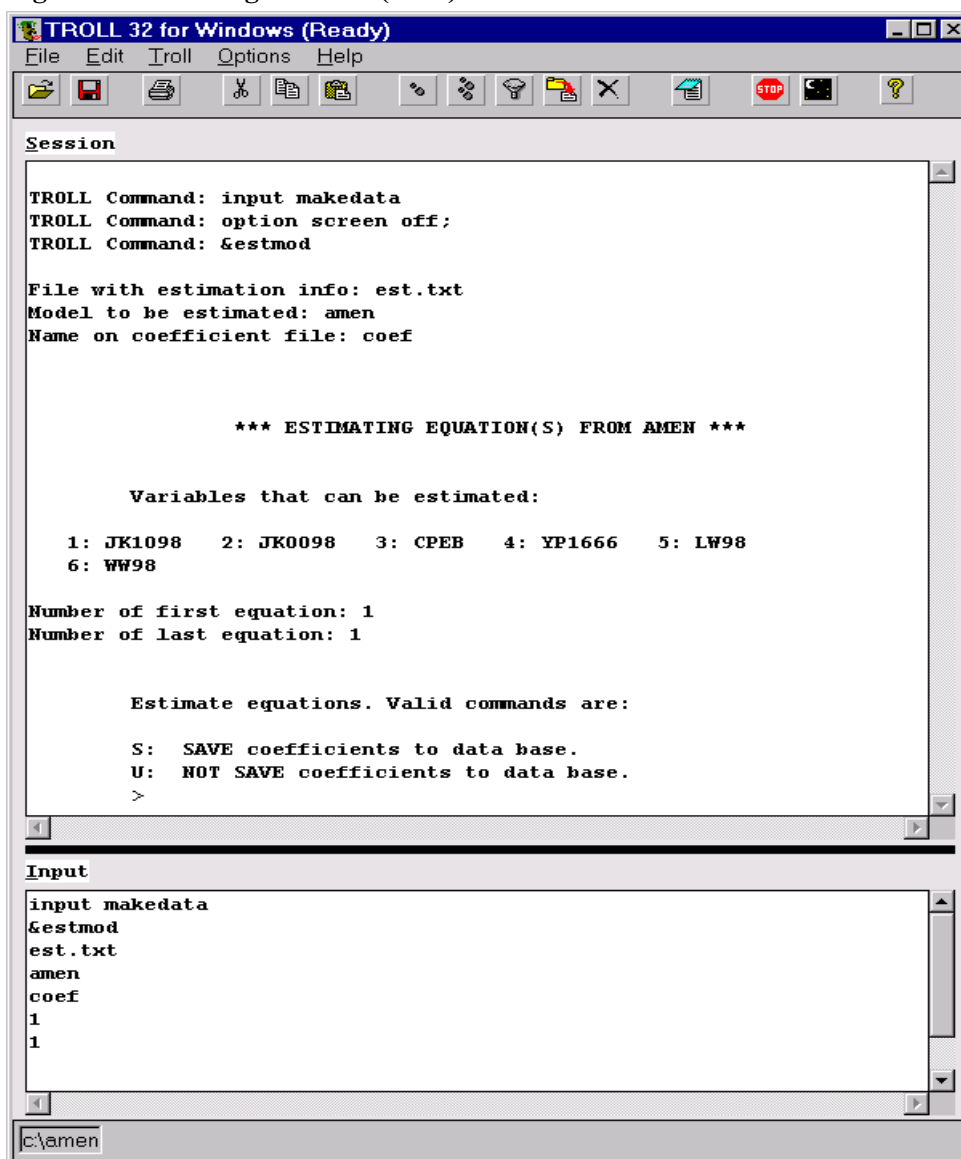 TROLL 32 for Windows (Ready)
File Edit Troll Options Help
STOP
?
Session
TROLL Command: input makedata
TROLL Command: option screen off;
TROLL Command: &estmod
File with estimation info: est.txt
Model to be estimated: amen
Name on coefficient file: coef
*** ESTIMATING EQUATION(S) FROM AMEN ***
Variables that can be estimated:
1: JK1098 2: JK0098 3: CPEB 4: YP1666 5: LW98
6: WW98
Number of first equation: 1
Number of last equation: 1
Estimate equations. Valid commands are:
S: SAVE coefficients to data base.
U: NOT SAVE coefficients to data base.
>
Input
input makedata
&estmod
est.txt
amen
coef
1
1
c:\amen